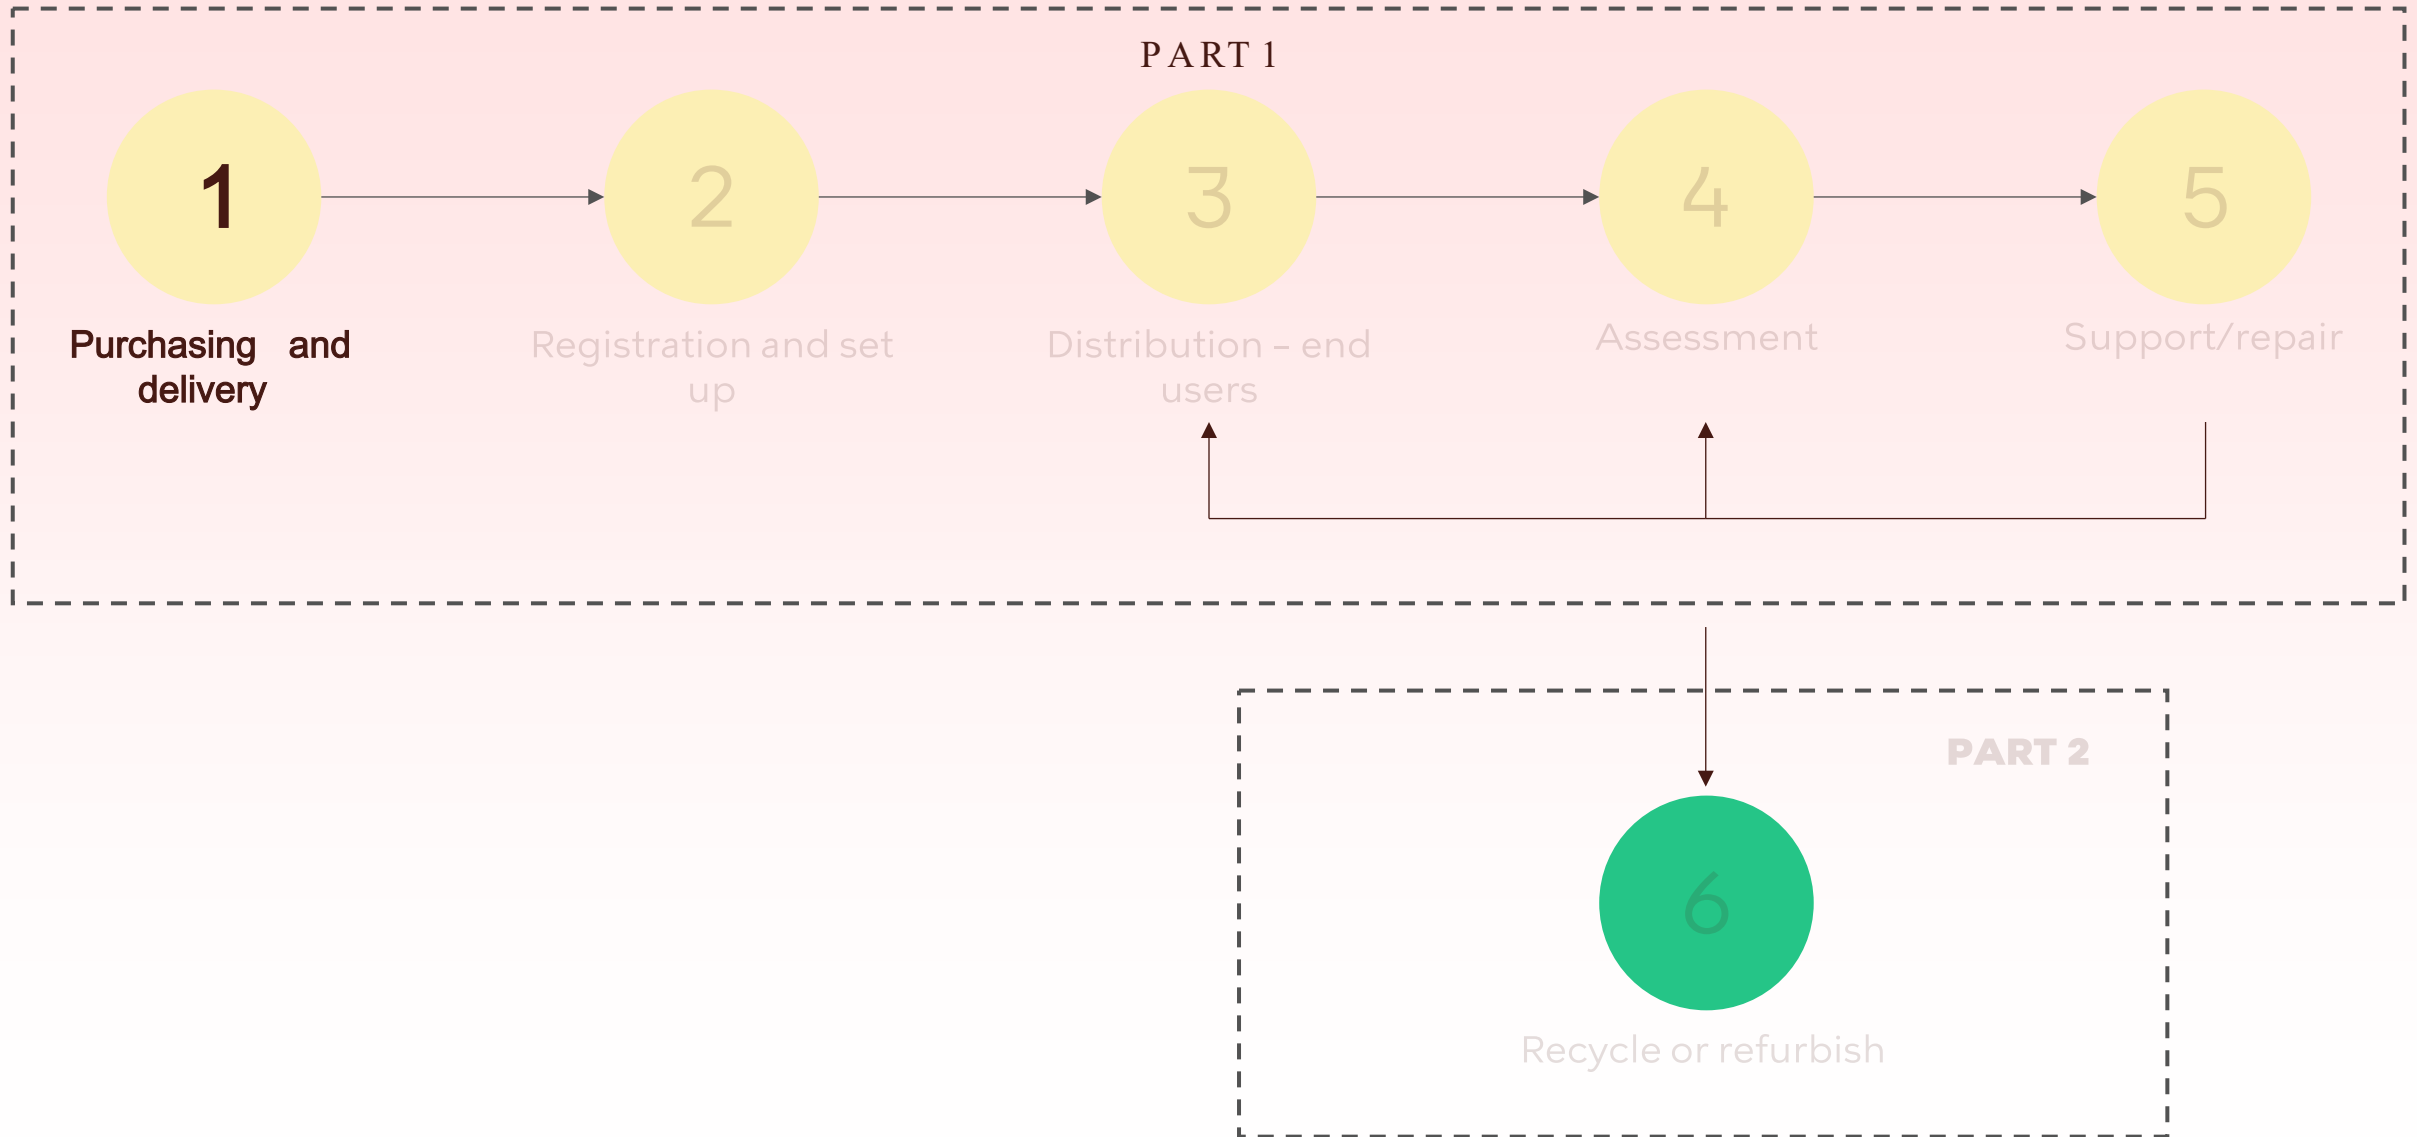 PART 1
1
2
3
4
5
Purchasing and
delivery
Registration and set
up
Distribution – end
users
Assessment
Support/repair
PART 2
6
Recycle or refurbish